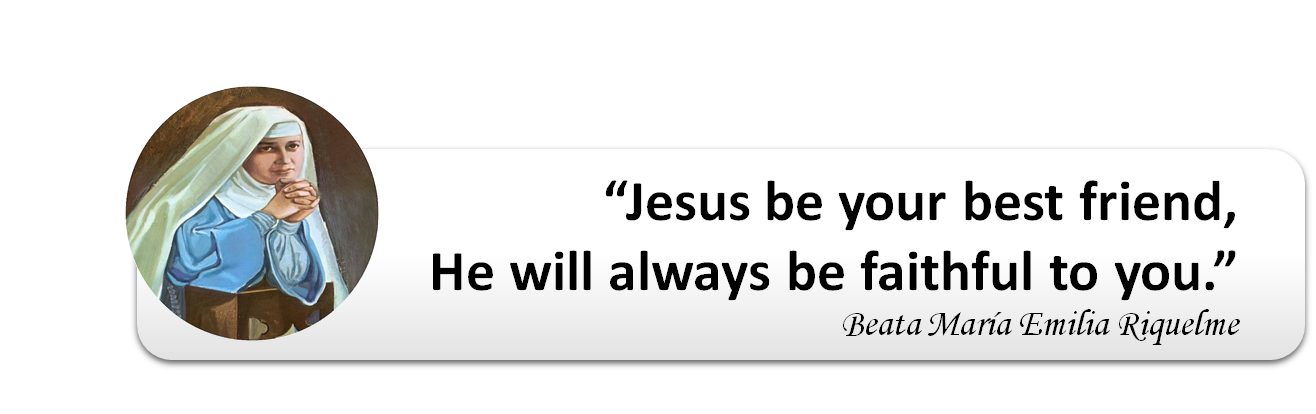 “Jesus be your best friend,
He will always be faithful to you.”
Beata María Emilia Riquelme